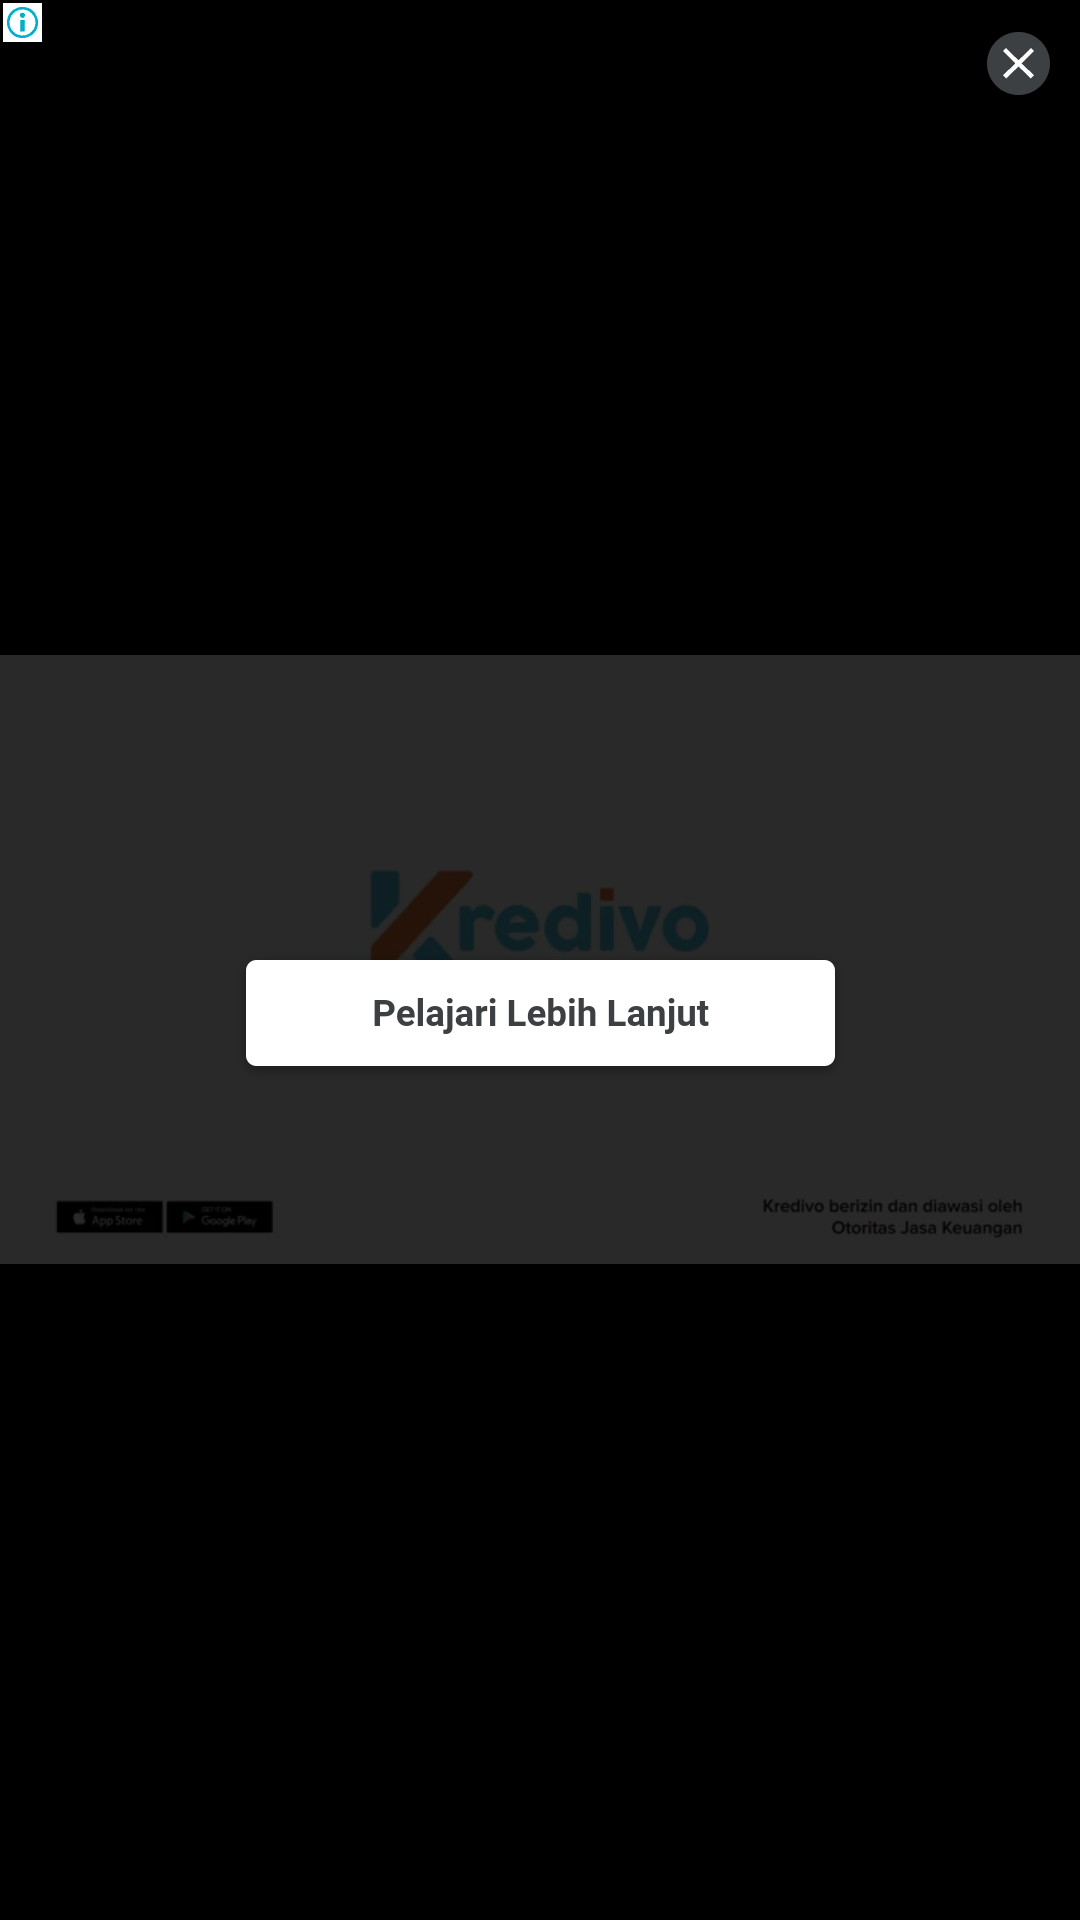 Kredivo
Pelajari Lebih Lanjut
Download on the
App Store
GET IT ON
Google Play
Kredivo berizin dan diawasi oleh
Otoritas Jasa Keuangan